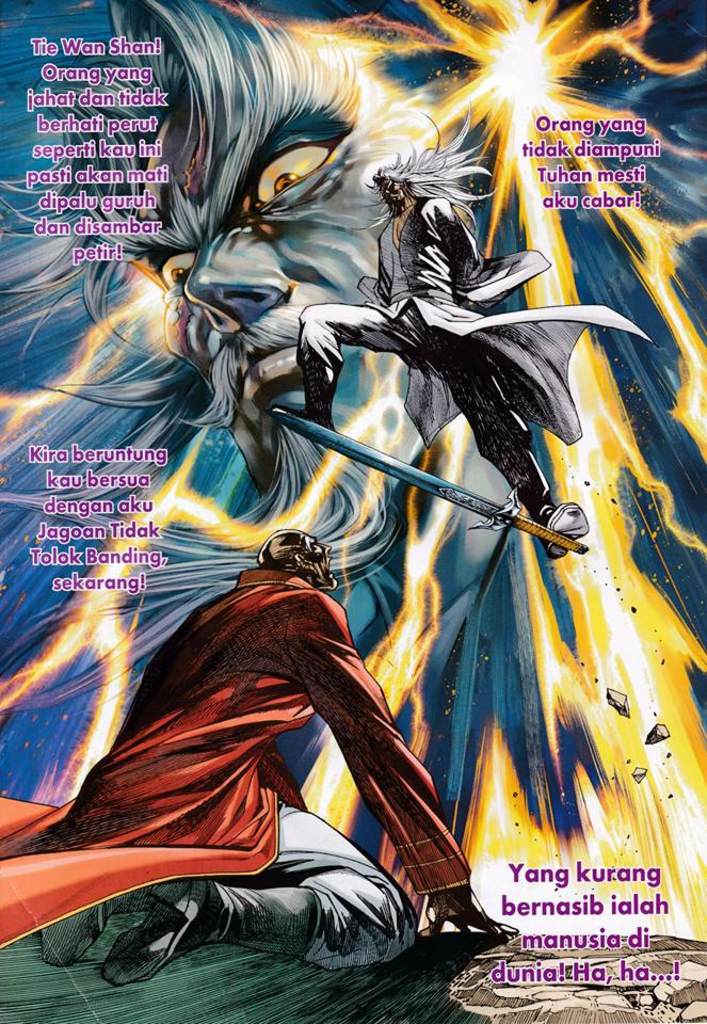 Tie Wan Shan!
Orang yang
jahat dan tidak
berhati perut
seperti kau ini
pasti akan mati
dipalu guruh
dan disambar
petir!
Orang yang
tidak diampuni
Tuhan mesti
aku cabar!
Kira beruntung
kau bersua
dengan aku
Jagoan Tidak
Tolok Banding,
sekarang!
Yang kurang
bernasib ialah
manusia di
dunia! Ha, ha...!